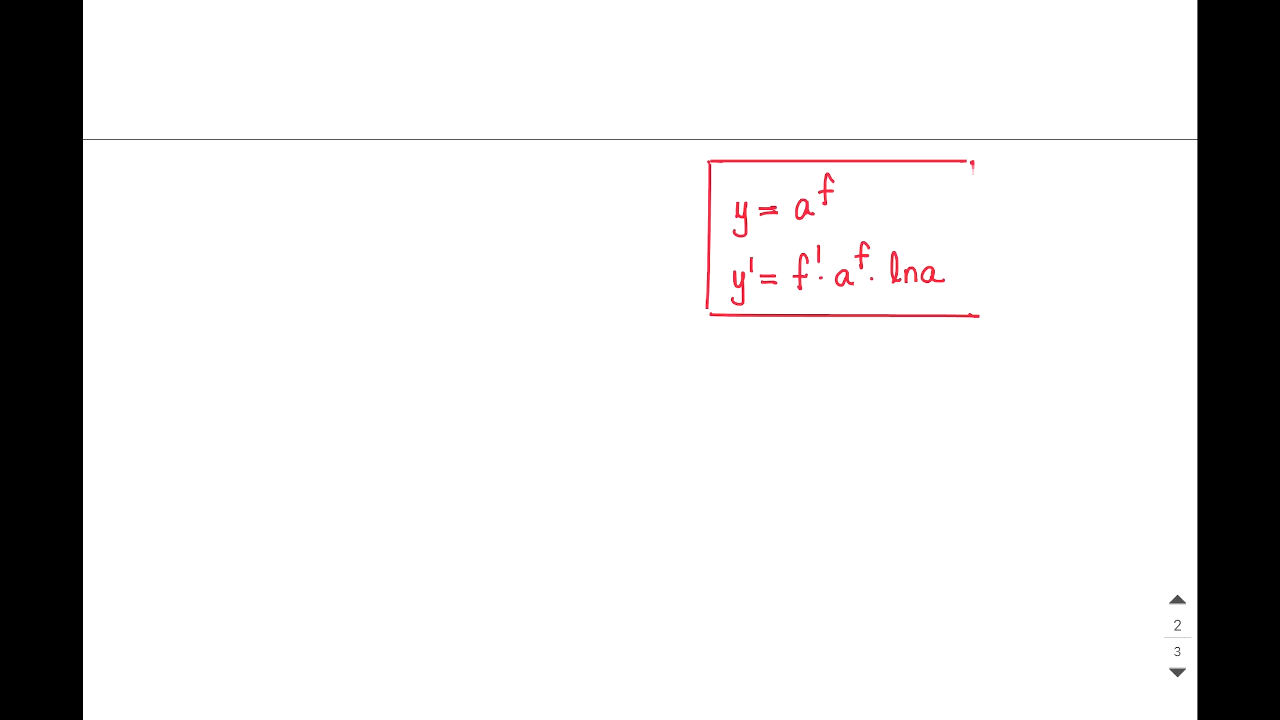 y = a^f
y' = f' · a^f · ln a
2
3